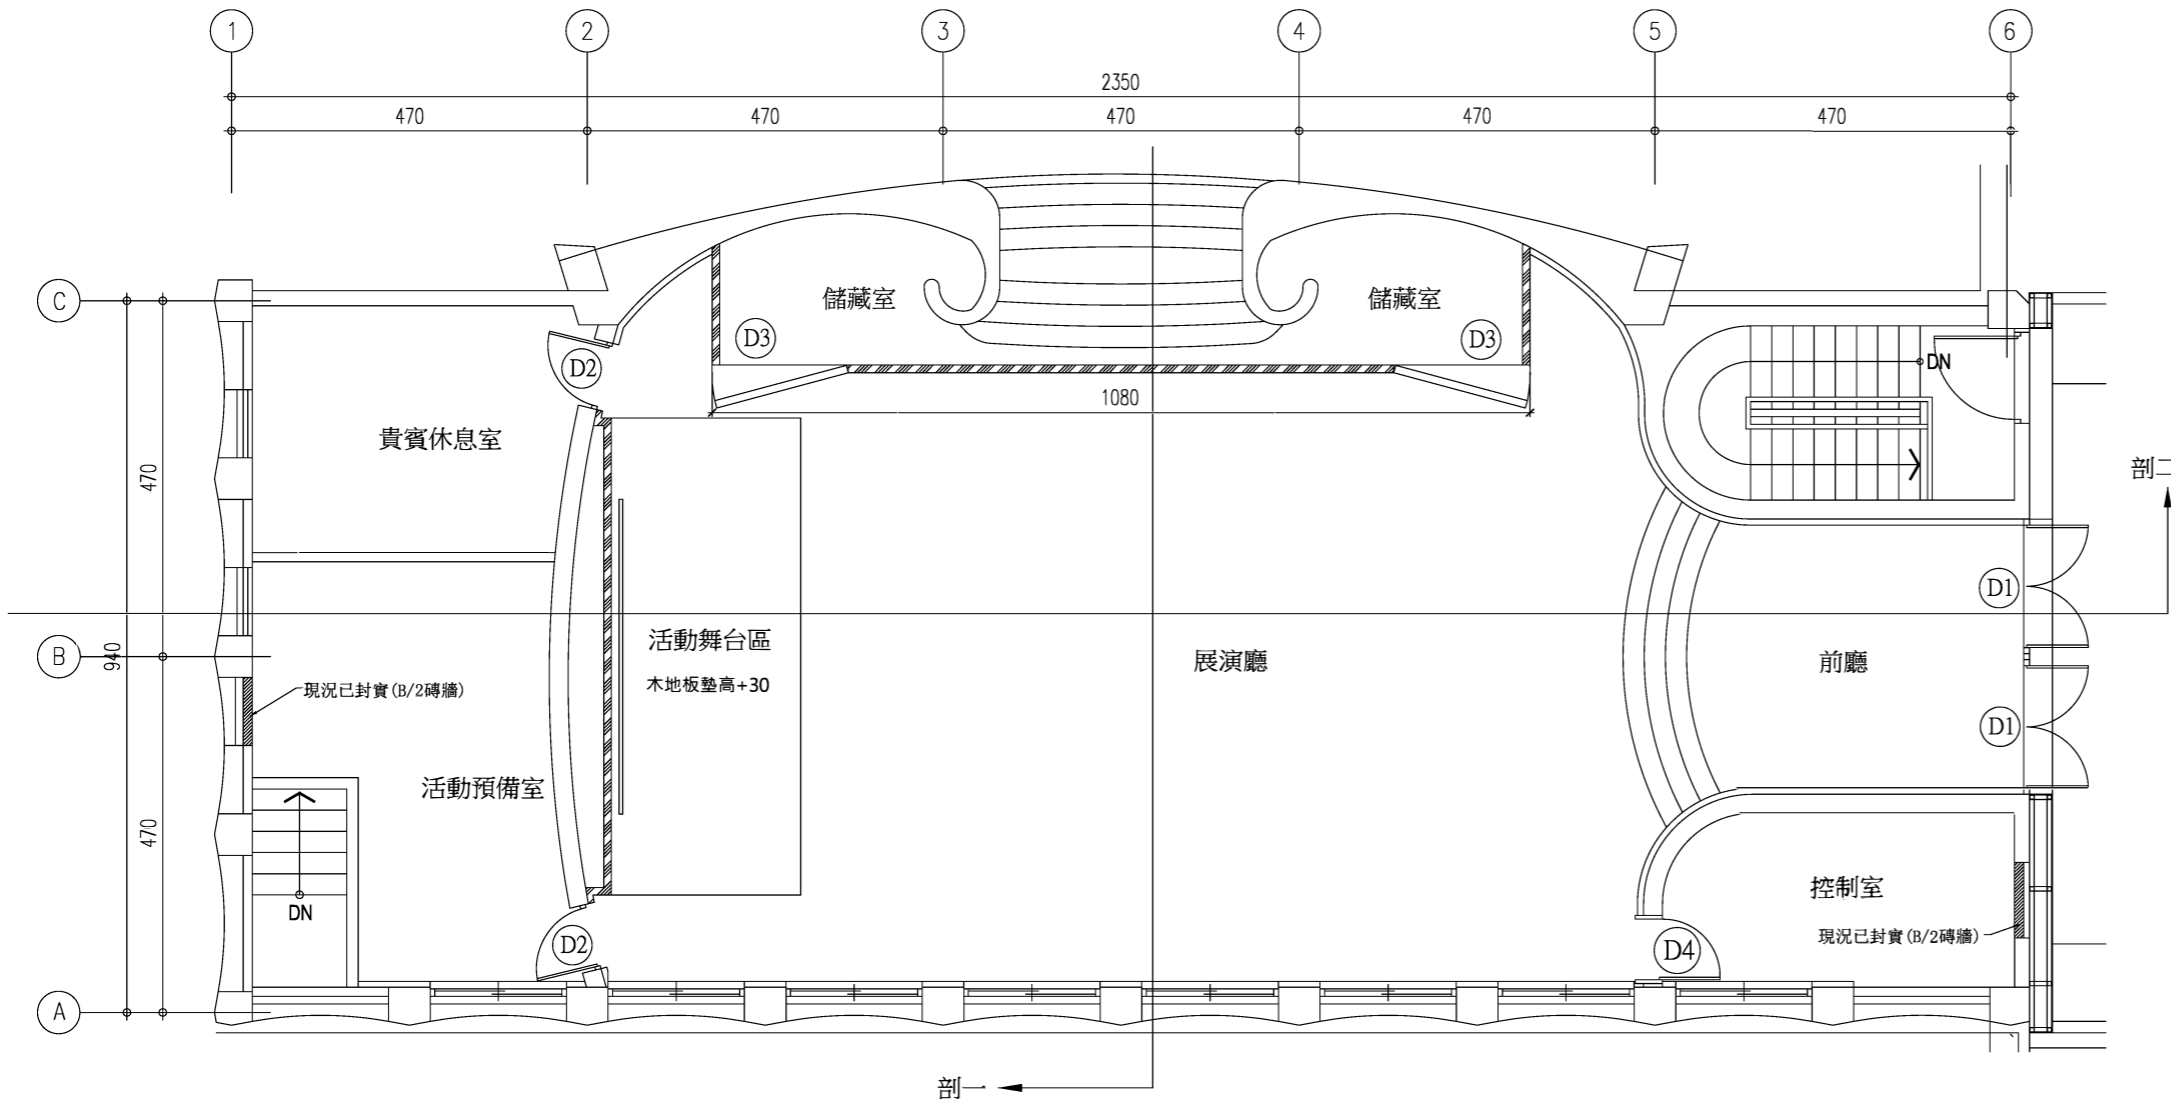 1 2 3 4 5 6
2350
470 470 470 470 470
C
儲藏室 儲藏室
D3 D3
D2
DN
1080
貴賓休息室
470
剖二
D1
B
940
活動舞台區
展演廳
前廳
木地板墊高+30
現況已封實(B/2磚牆)
D1
活動預備室
470
控制室
DN
現況已封實(B/2磚牆)
D2
D4
A
剖一